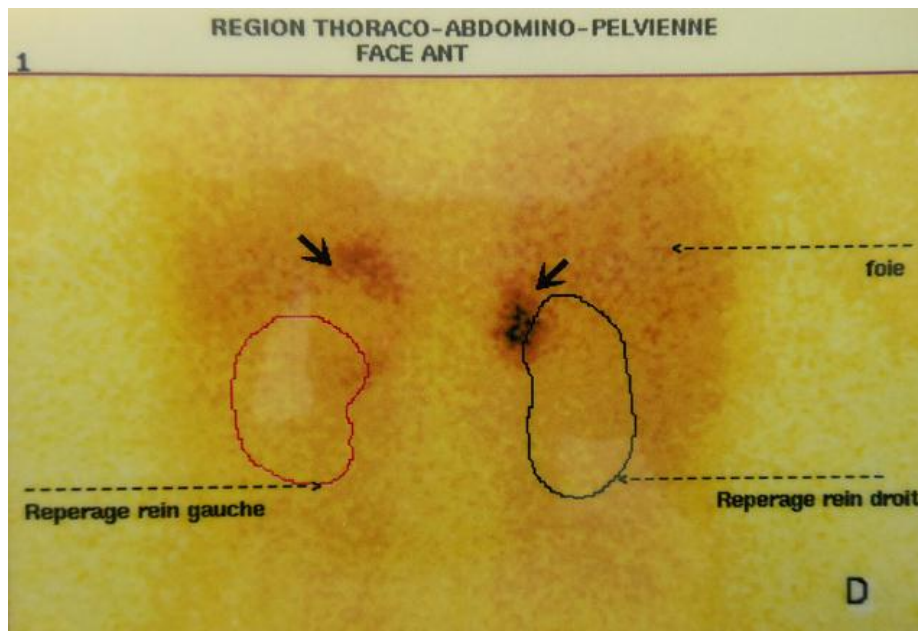 REGION THORACO-ABDOMINO-PELVIENNE
FACE ANT
1
foie
Reperage rein gauche
Reperage rein droit
D